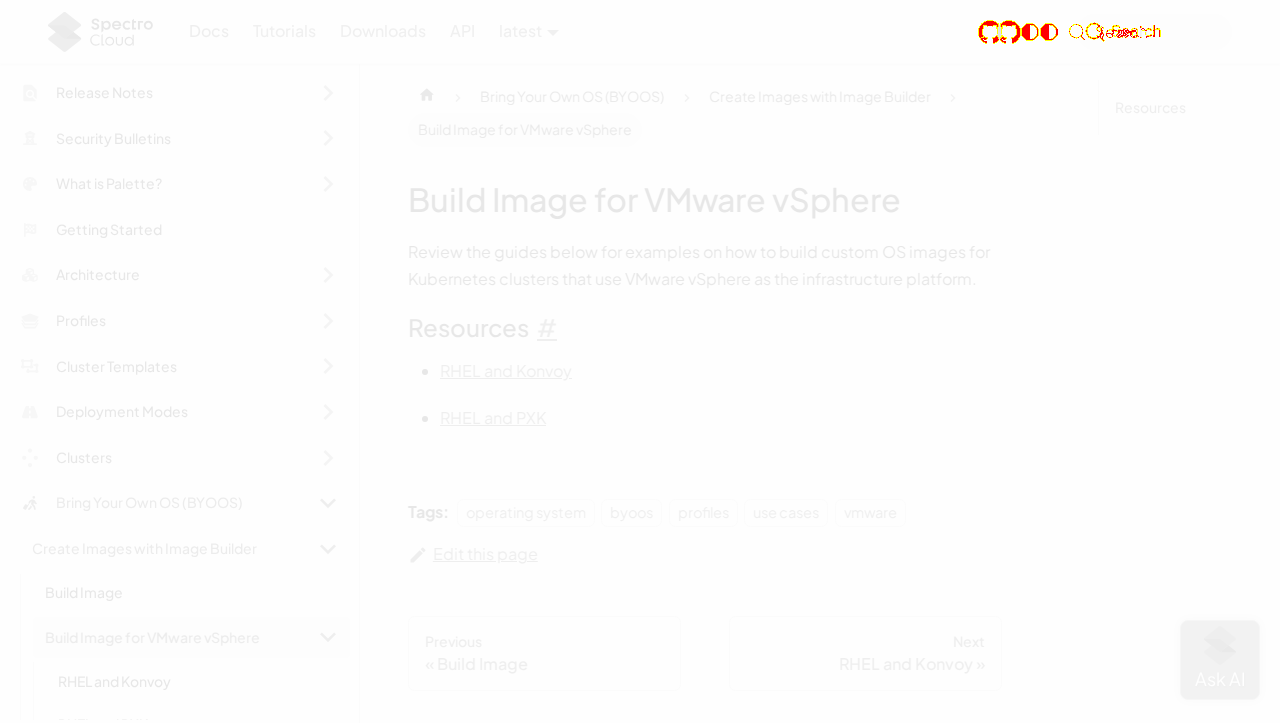 Spectro Cloud
Docs Tutorials Downloads API latest
Search
Release Notes
Security Bulletins
What is Palette?
Getting Started
Architecture
Profiles
Cluster Templates
Deployment Modes
Clusters
Bring Your Own OS (BYOOS)
Create Images with Image Builder
Build Image
Build Image for VMware vSphere
RHEL and Konvoy
Bring Your Own OS (BYOOS) Create Images with Image Builder
Build Image for VMware vSphere
Build Image for VMware vSphere
Review the guides below for examples on how to build custom OS images for
Kubernetes clusters that use VMware vSphere as the infrastructure platform.
Resources #
RHEL and Konvoy
RHEL and PXK
Tags: operating system byoos profiles use cases vmware
Edit this page
Previous
« Build Image
Next
RHEL and Konvoy »
Resources
Ask AI